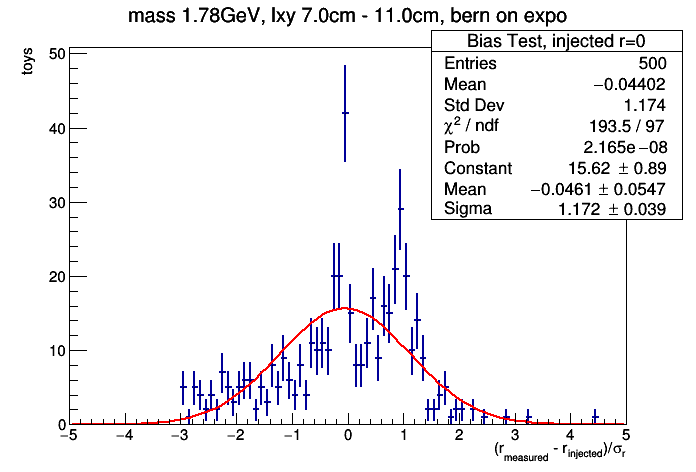 mass 1.78GeV, lxy 7.0cm - 11.0cm, bern on expo
Bias Test, injected r=0
Entries 500
Mean −0.04402
Std Dev 1.174
χ² / ndf 193.5 / 97
Prob 2.165e−08
Constant 15.62 ± 0.89
Mean −0.0461 ± 0.0547
Sigma 1.172 ± 0.039
toys
50
40
30
20
10
0
−5 −4 −3 −2 −1 0 1 2 3 4 5
(r_measured - r_injected)/σ_r